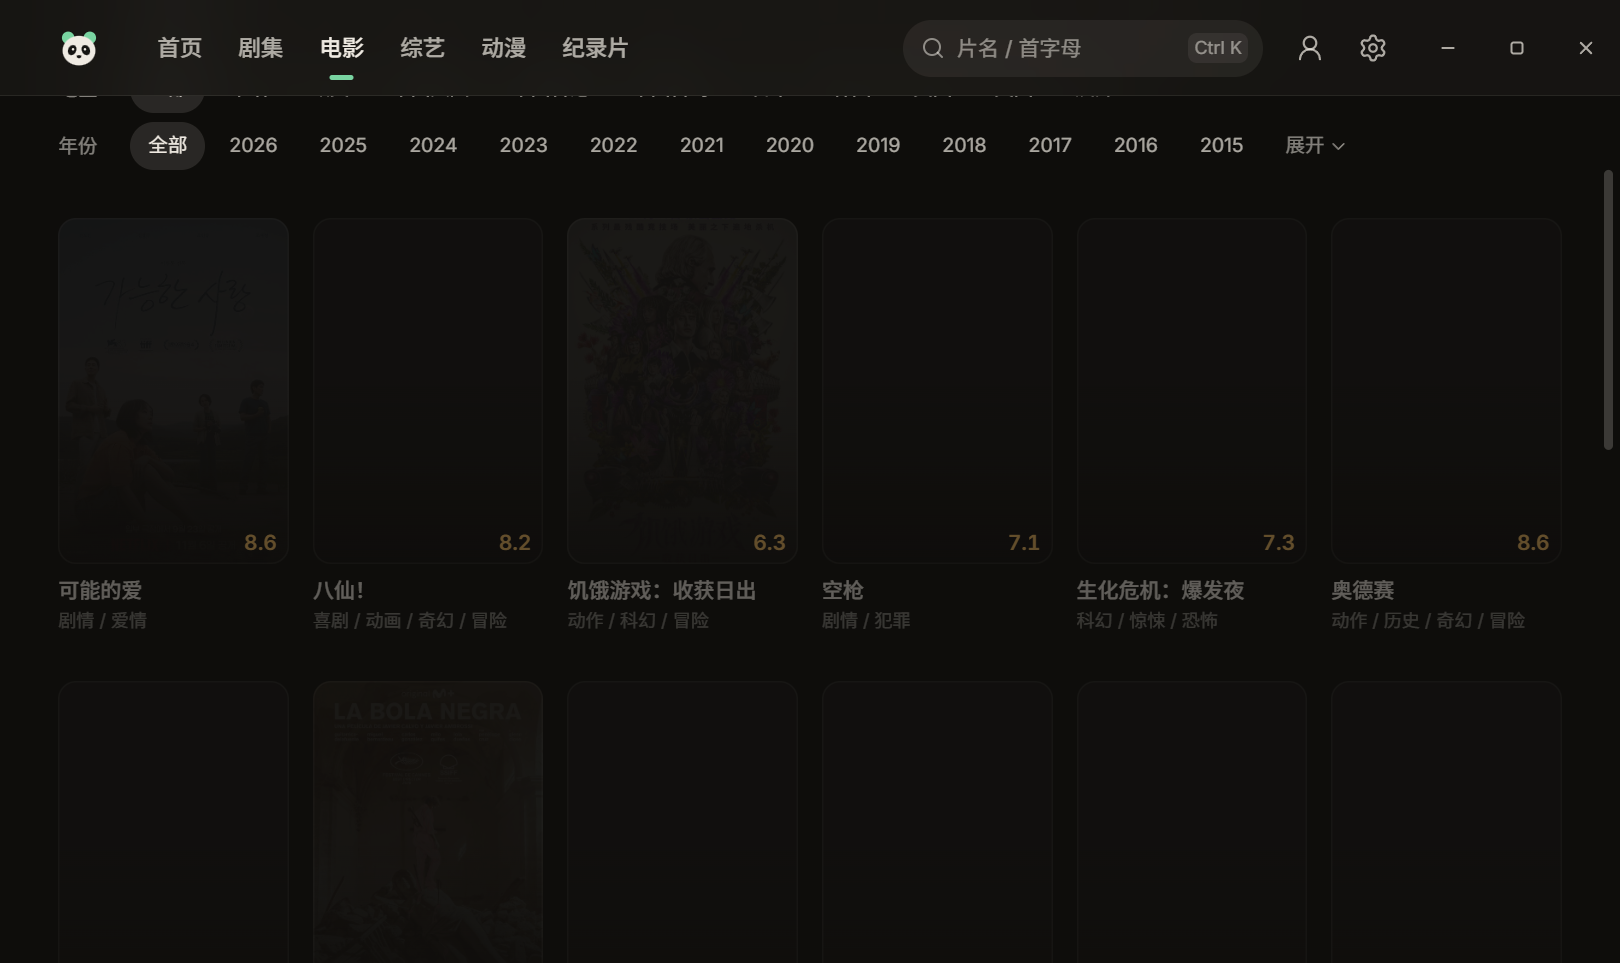 首页 剧集 电影 综艺 动漫 纪录片 片名 / 首字母 Ctrl K
年份 全部 2026 2025 2024 2023 2022 2021 2020 2019 2018 2017 2016 2015 展开
가능한 사랑
8.6 8.2 6.3 7.1 7.3 8.6
可能的爱 八仙！ 饥饿游戏：收获日出 空枪 生化危机：爆发夜 奥德赛
剧情 / 爱情 喜剧 / 动画 / 奇幻 / 冒险 动作 / 科幻 / 冒险 剧情 / 犯罪 科幻 / 惊悚 / 恐怖 动作 / 历史 / 奇幻 / 冒险
LA BOLA NEGRA